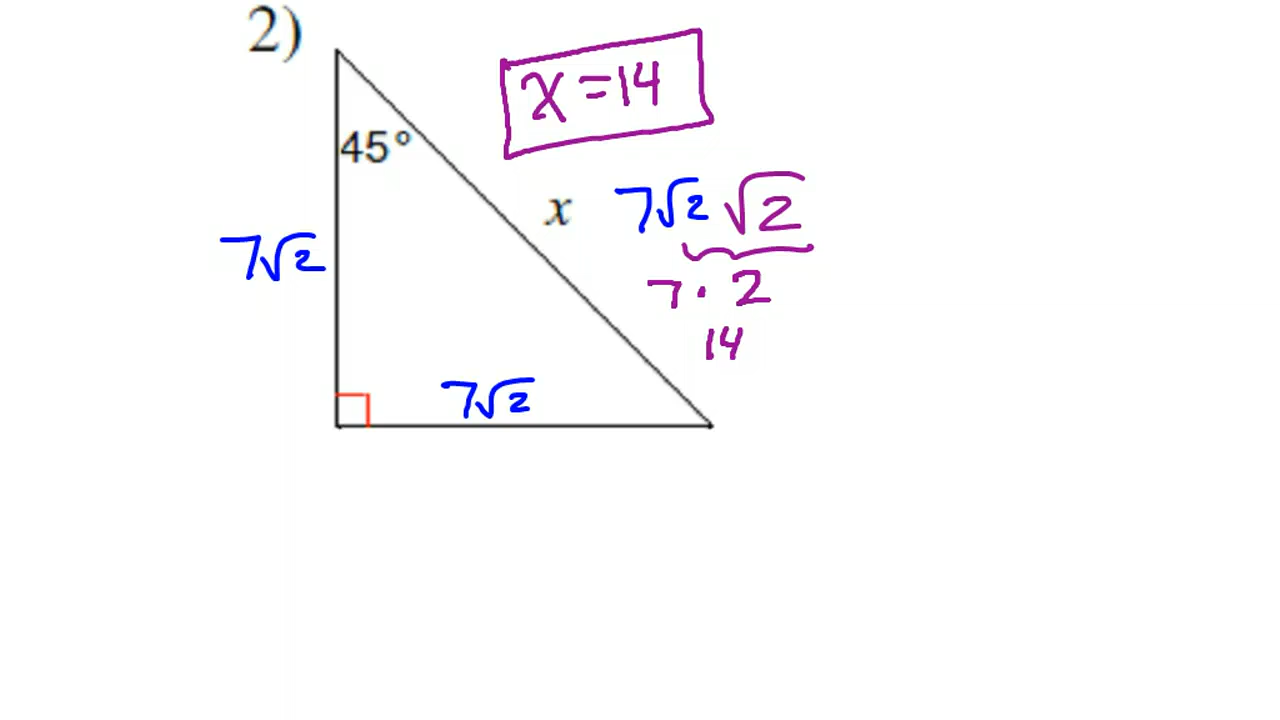 2)
x = 14
45°
x 7√2 √2
7√2
7 · 2
14
7√2